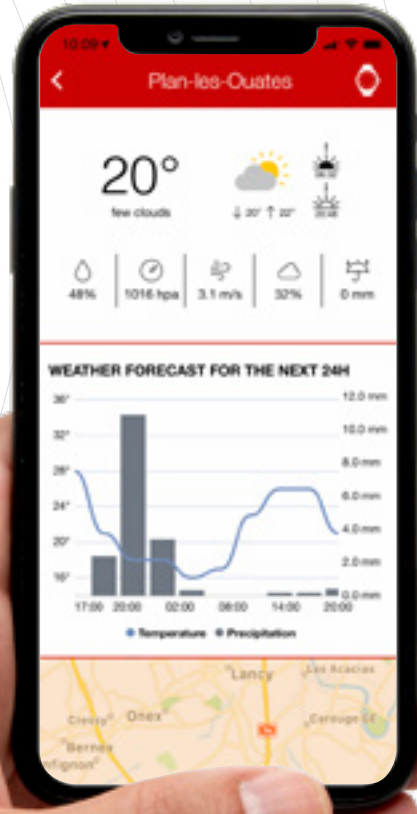 10:09
Plan-les-Ouates
20°
few clouds
↓ 20° ↑ 22°
48%
1016 hpa
3.1 m/s
32%
0 mm
WEATHER FORECAST FOR THE NEXT 24H
36° 12.0 mm
32° 10.0 mm
28° 8.0 mm
24° 6.0 mm
20° 4.0 mm
16° 2.0 mm
0.0 mm
17:00 20:00 02:00 08:00 14:00 20:00
Temperature Precipitation
Lancy Les Acacias
Cressy Onex Carouge GE
Bernex